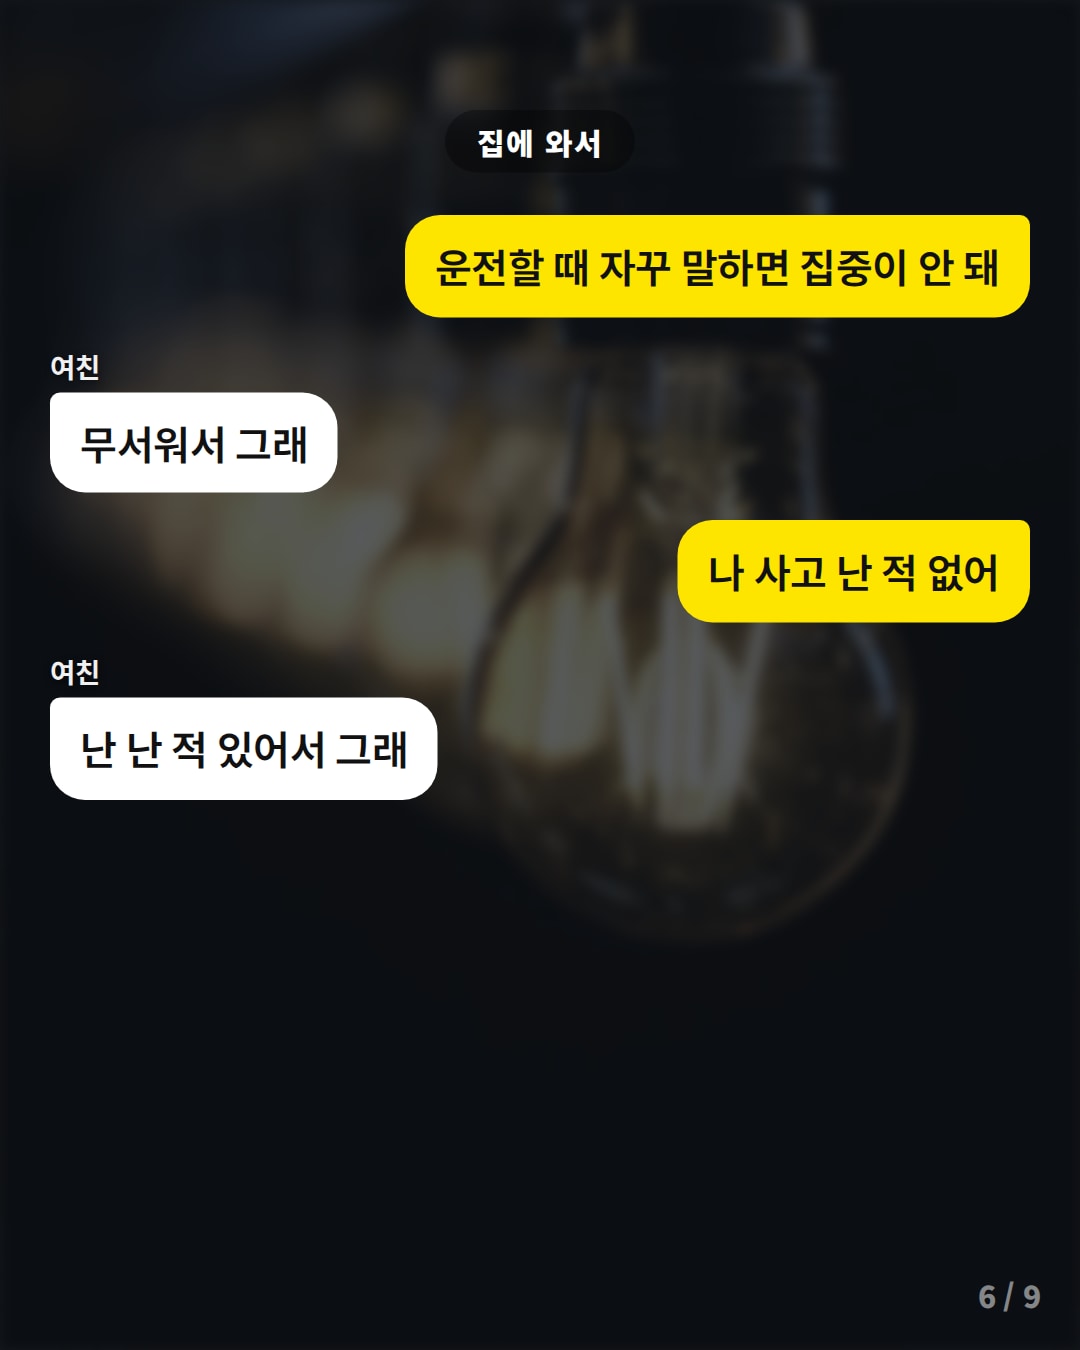 집에 와서
운전할 때 자꾸 말하면 집중이 안 돼
여친
무서워서 그래
나 사고 난 적 없어
여친
난 난 적 있어서 그래
6 / 9